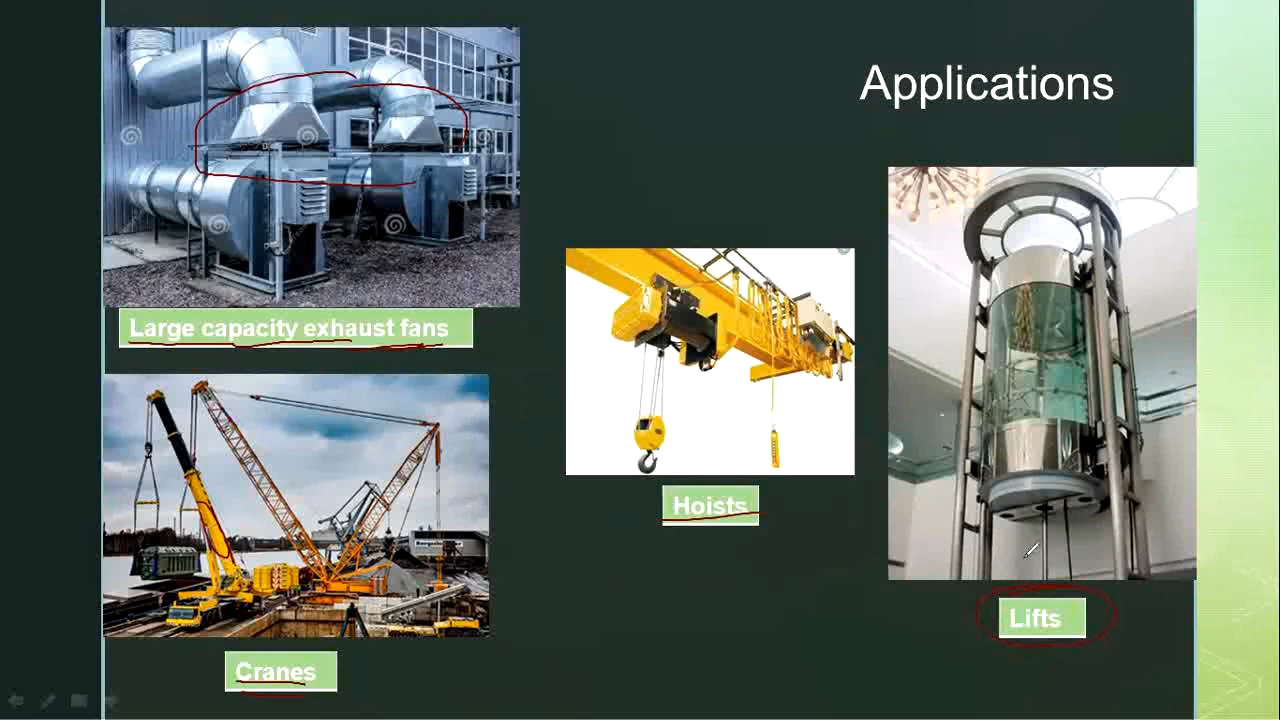 Applications
Large capacity exhaust fans
Hoists
Lifts
Cranes